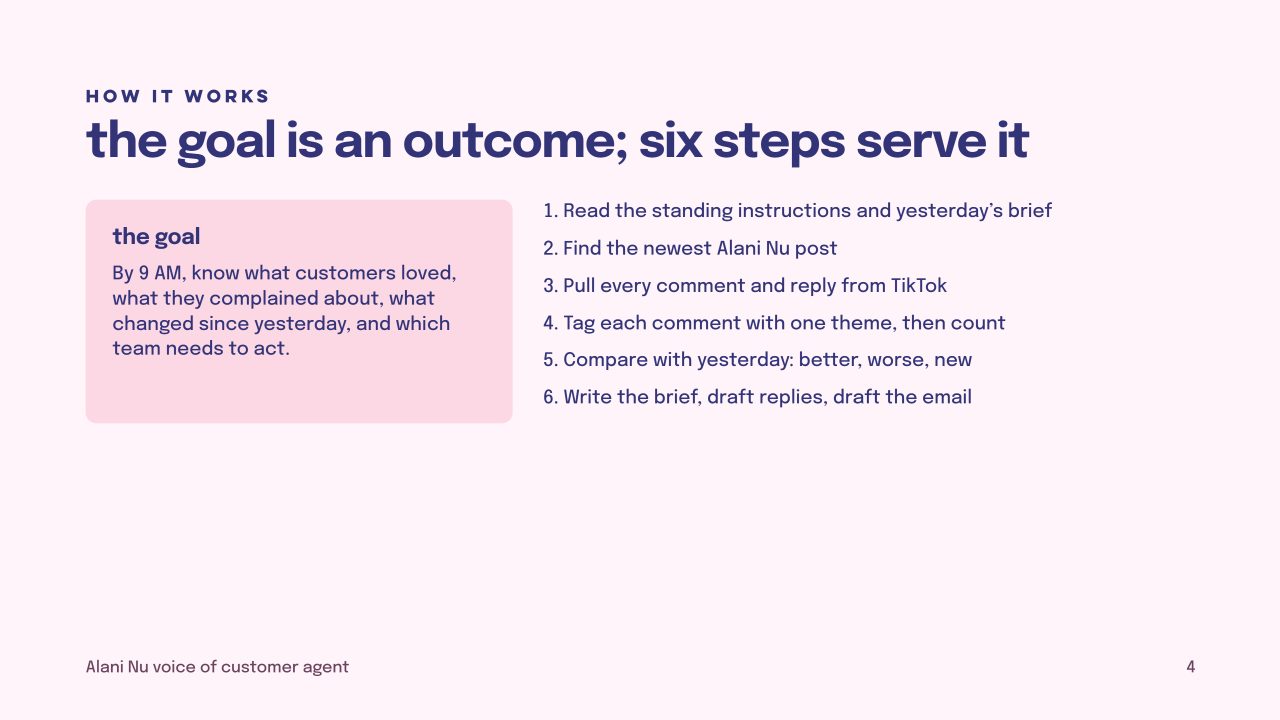 HOW IT WORKS
the goal is an outcome; six steps serve it
the goal
By 9 AM, know what customers loved,
what they complained about, what
changed since yesterday, and which
team needs to act.
1. Read the standing instructions and yesterday’s brief
2. Find the newest Alani Nu post
3. Pull every comment and reply from TikTok
4. Tag each comment with one theme, then count
5. Compare with yesterday: better, worse, new
6. Write the brief, draft replies, draft the email
Alani Nu voice of customer agent
4